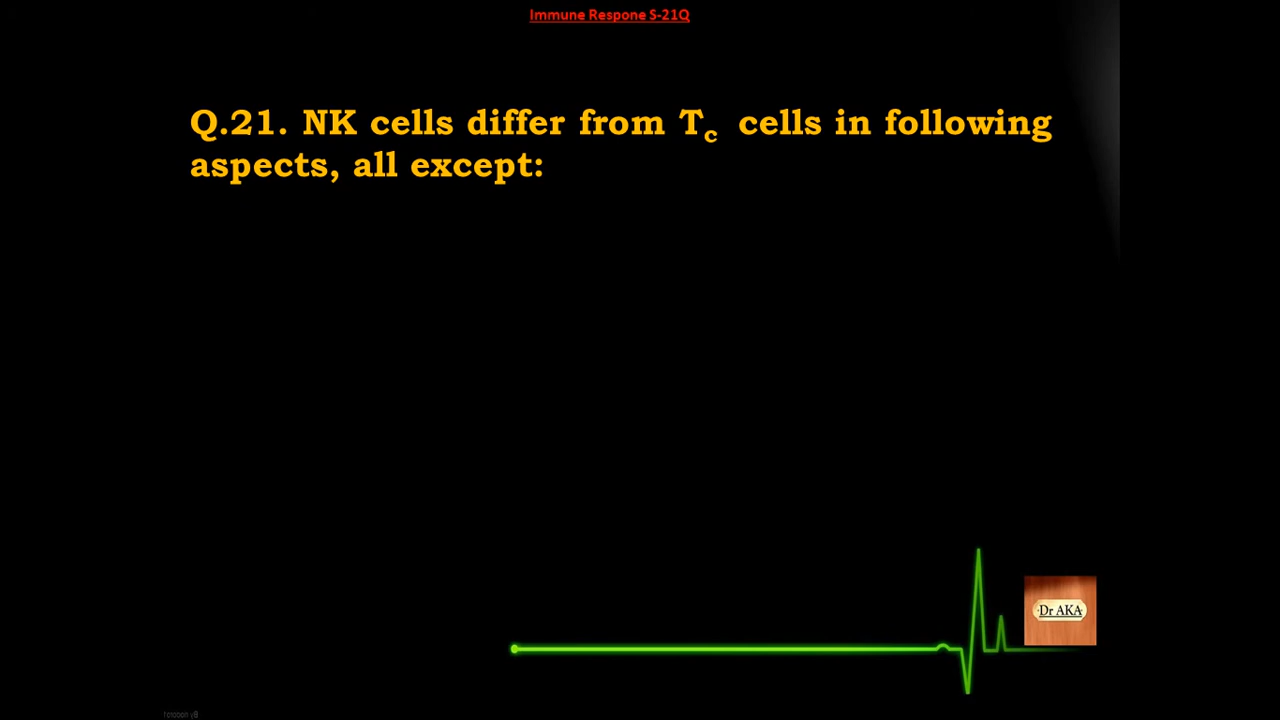 Immune Respone S-21Q
Q.21. NK cells differ from Tc cells in following
aspects, all except:
Dr AKA